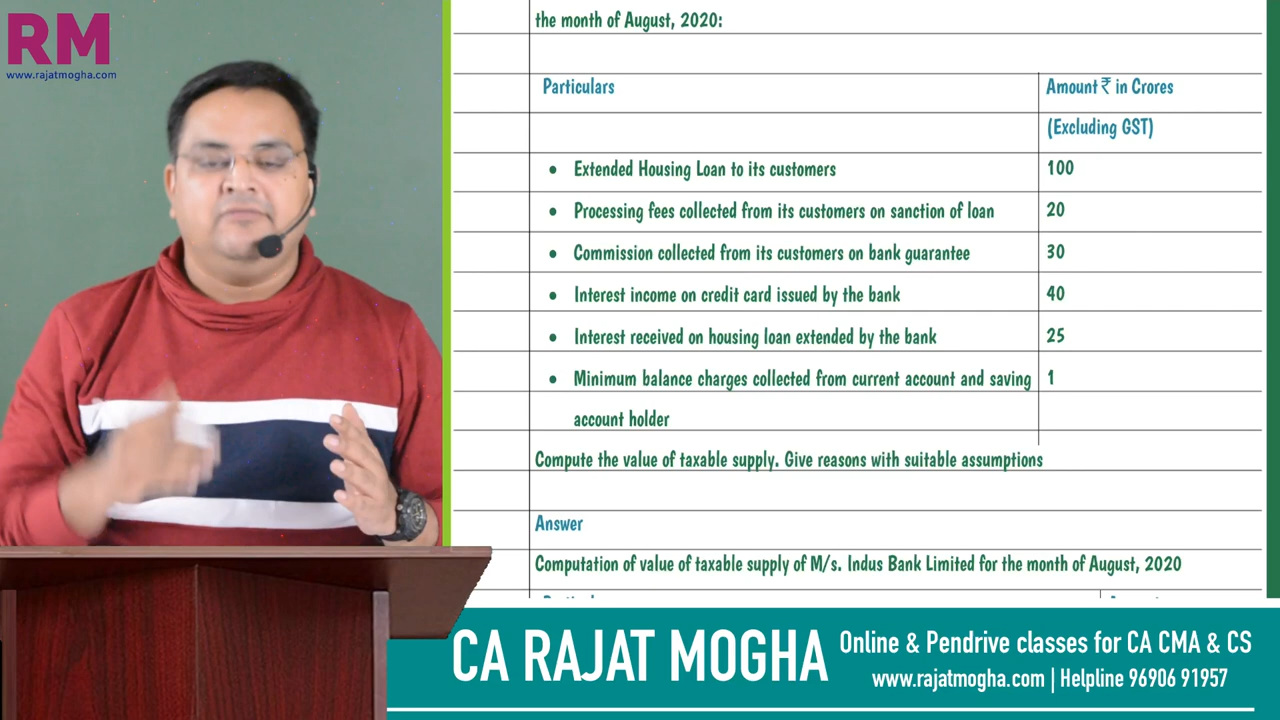 RM
www.rajatmogha.com
the month of August, 2020:
Particulars Amount ₹ in Crores
(Excluding GST)
• Extended Housing Loan to its customers 100
• Processing fees collected from its customers on sanction of loan 20
• Commission collected from its customers on bank guarantee 30
• Interest income on credit card issued by the bank 40
• Interest received on housing loan extended by the bank 25
• Minimum balance charges collected from current account and saving 1
account holder
Compute the value of taxable supply. Give reasons with suitable assumptions
Answer
Computation of value of taxable supply of M/s. Indus Bank Limited for the month of August, 2020
CA RAJAT MOGHA
Online & Pendrive classes for CA CMA & CS
www.rajatmogha.com | Helpline 96906 91957